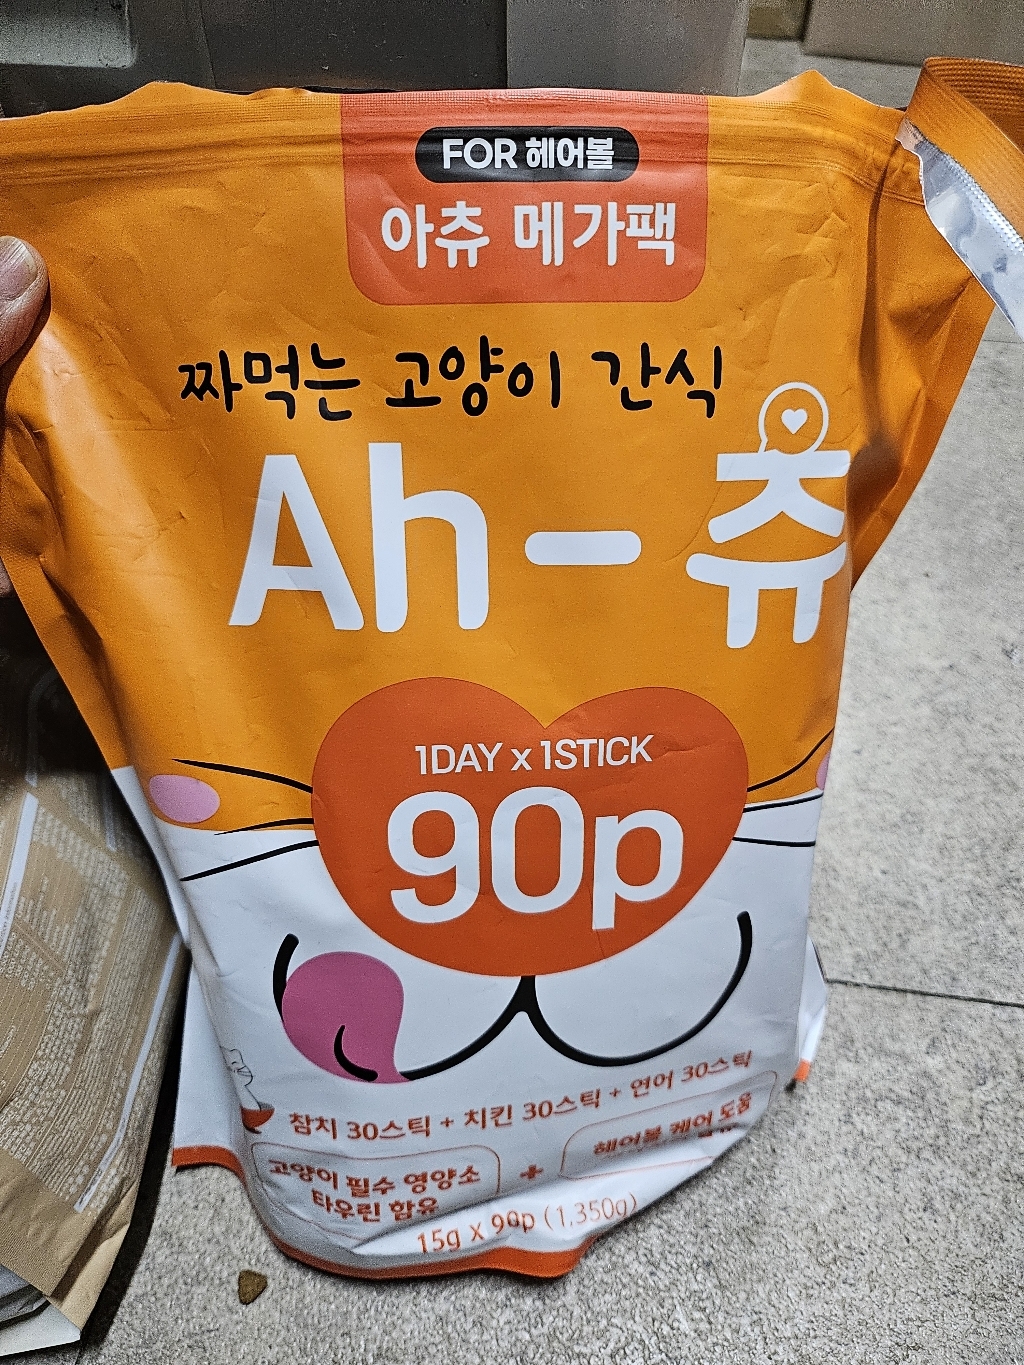 FOR 헤어볼
아츄 메가팩
짜먹는 고양이 간식
Ah-츄
1DAY x 1STICK
90p
참치 30스틱 + 치킨 30스틱 + 연어 30스틱
고양이 필수 영양소
타우린 함유
+
헤어볼 케어 도움
15g x 90p (1,350g)